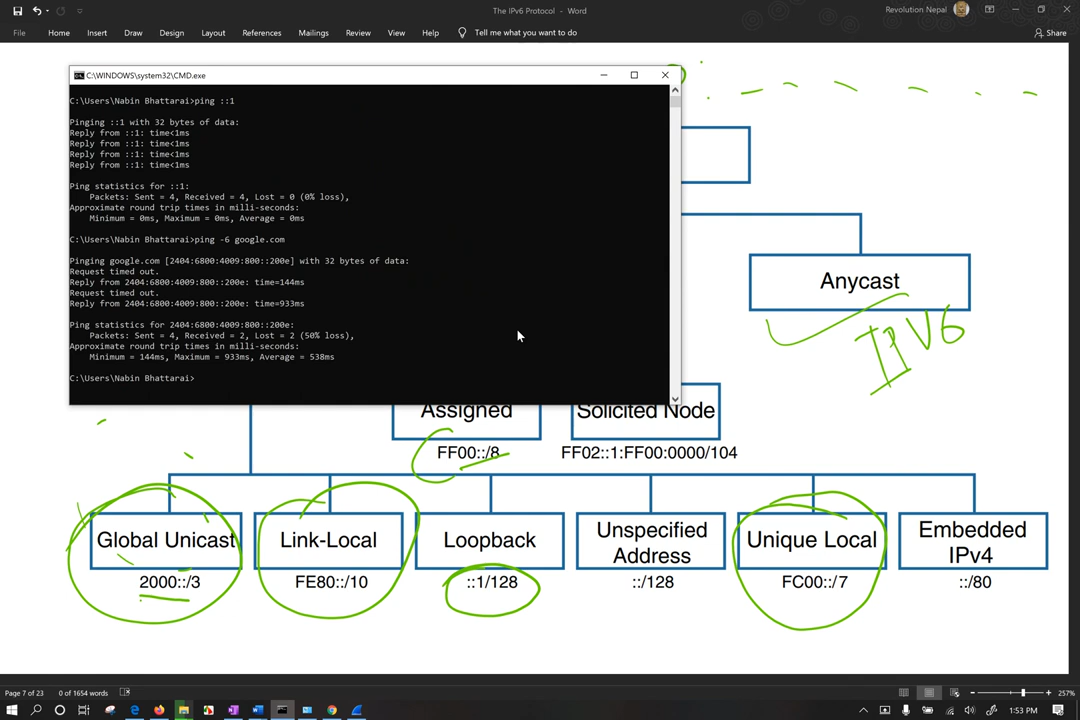 The IPv6 Protocol - Word
Revolution Nepal
File Home Insert Draw Design Layout References Mailings Review View Help Tell me what you want to do Share
C:\WINDOWS\system32\CMD.exe
C:\Users\Nabin Bhattarai>ping ::1
Pinging ::1 with 32 bytes of data:
Reply from ::1: time<1ms
Reply from ::1: time<1ms
Reply from ::1: time<1ms
Reply from ::1: time<1ms
Ping statistics for ::1:
Packets: Sent = 4, Received = 4, Lost = 0 (0% loss),
Approximate round trip times in milli-seconds:
Minimum = 0ms, Maximum = 0ms, Average = 0ms
C:\Users\Nabin Bhattarai>ping -6 google.com
Pinging google.com [2404:6800:4009:800::200e] with 32 bytes of data:
Request timed out.
Reply from 2404:6800:4009:800::200e: time=144ms
Request timed out.
Reply from 2404:6800:4009:800::200e: time=933ms
Ping statistics for 2404:6800:4009:800::200e:
Packets: Sent = 4, Received = 2, Lost = 2 (50% loss),
Approximate round trip times in milli-seconds:
Minimum = 144ms, Maximum = 933ms, Average = 538ms
C:\Users\Nabin Bhattarai>
Anycast
IPV6
Assigned
FF00::/8
Solicited Node
FF02::1:FF00:0000/104
Global Unicast
2000::/3
Link-Local
FE80::/10
Loopback
::1/128
Unspecified
Address
::/128
Unique Local
FC00::/7
Embedded
IPv4
::/80
Page 7 of 23 0 of 1654 words
257%
1:53 PM